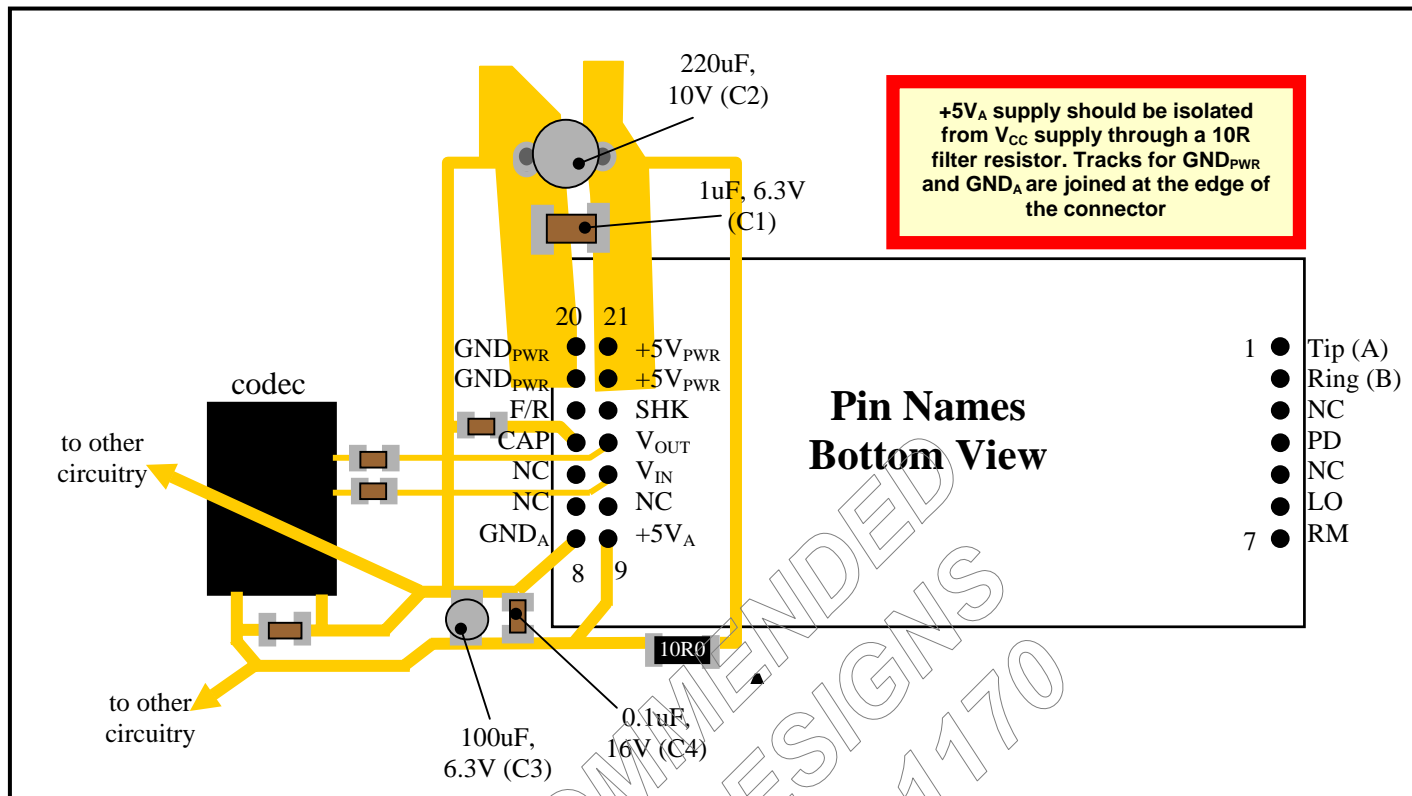 220uF,
10V (C2)
+5VA supply should be isolated
from VCC supply through a 10R
filter resistor. Tracks for GNDPWR
and GNDA are joined at the edge of
the connector
1uF, 6.3V
(C1)
20 21
GNDPWR +5VPWR
GNDPWR +5VPWR
F/R SHK
CAP VOUT
NC VIN
NC NC
GNDA +5VA
8 9
codec
to other
circuitry
Pin Names
Bottom View
1 Tip (A)
Ring (B)
NC
PD
NC
LO
7 RM
10R0
to other
circuitry
100uF,
6.3V (C3)
0.1uF,
16V (C4)
OMMENDED
ESIGNS
1170